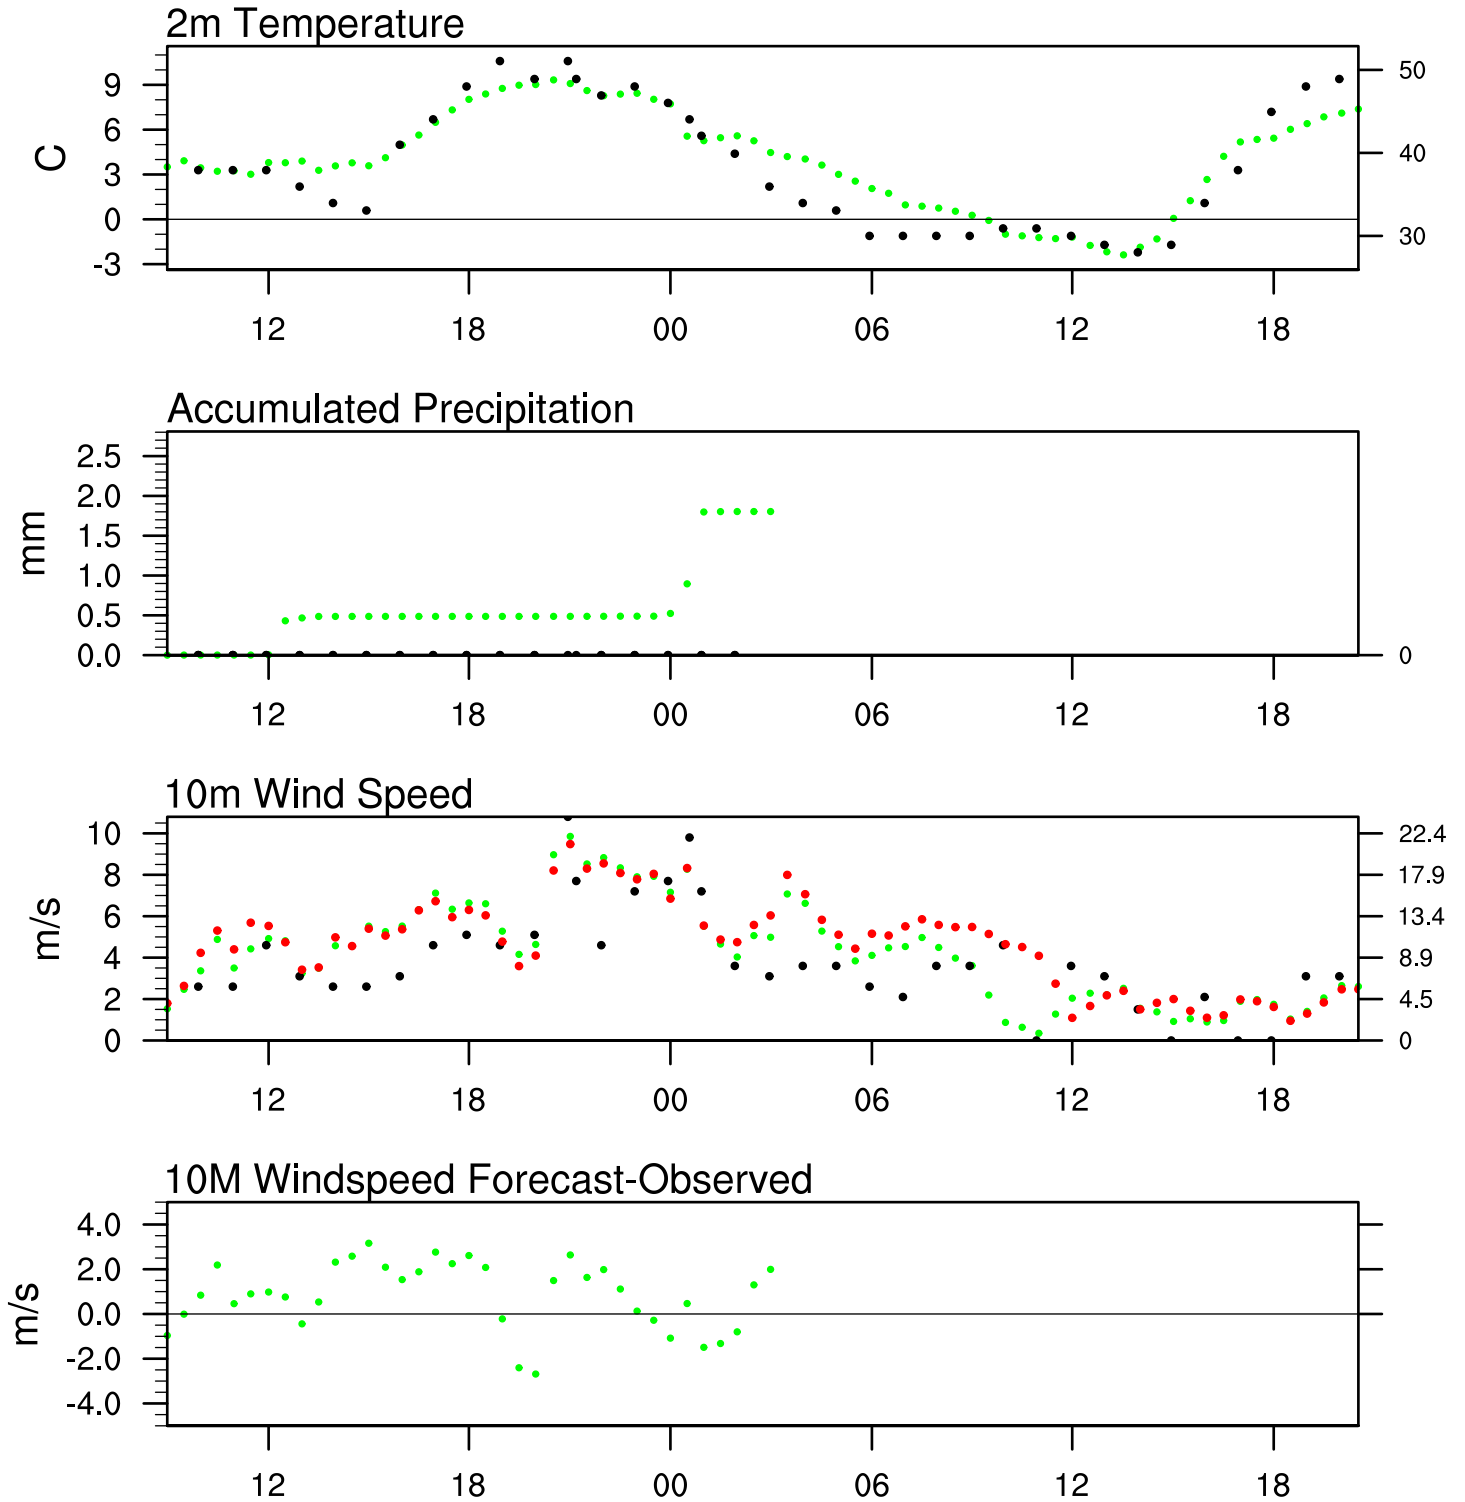 2m Temperature
9
6
3
0
-3
C
50
40
30
12 18 00 06 12 18
Accumulated Precipitation
2.5
2.0
1.5
1.0
0.5
0.0
mm
0
12 18 00 06 12 18
10m Wind Speed
10
8
6
4
2
0
m/s
22.4
17.9
13.4
8.9
4.5
0
12 18 00 06 12 18
10M Windspeed Forecast-Observed
4.0
2.0
0.0
-2.0
-4.0
m/s
12 18 00 06 12 18